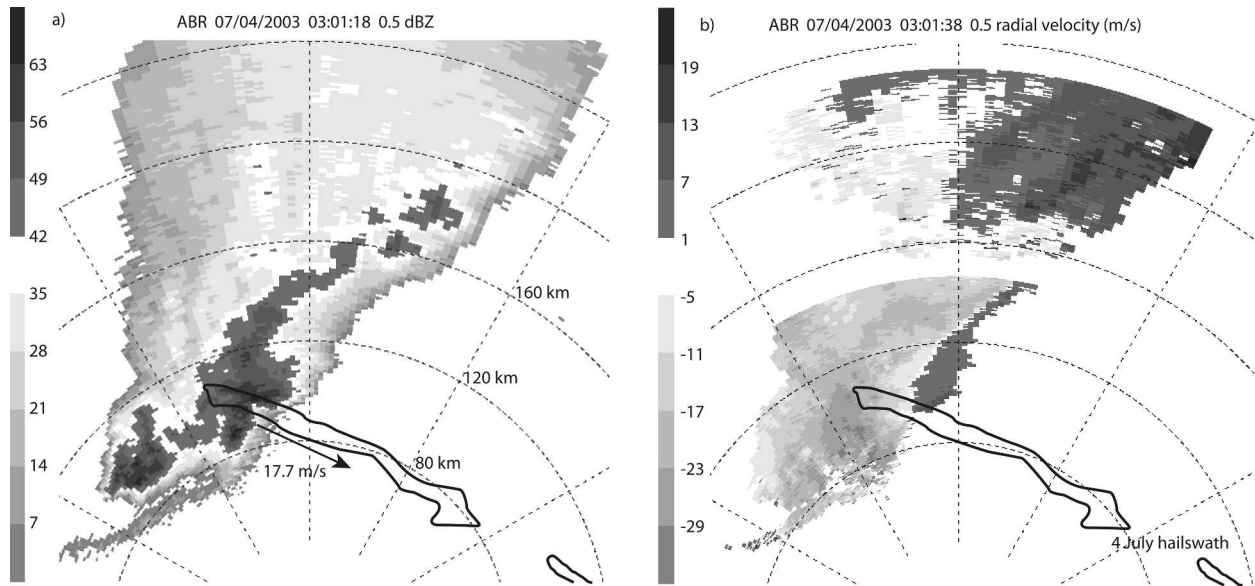 a) ABR 07/04/2003 03:01:18 0.5 dBZ
63
56
49
42
35
28
21
14
7
160 km
120 km
80 km
17.7 m/s
b) ABR 07/04/2003 03:01:38 0.5 radial velocity (m/s)
19
13
7
1
-5
-11
-17
-23
-29
4 July hailswath